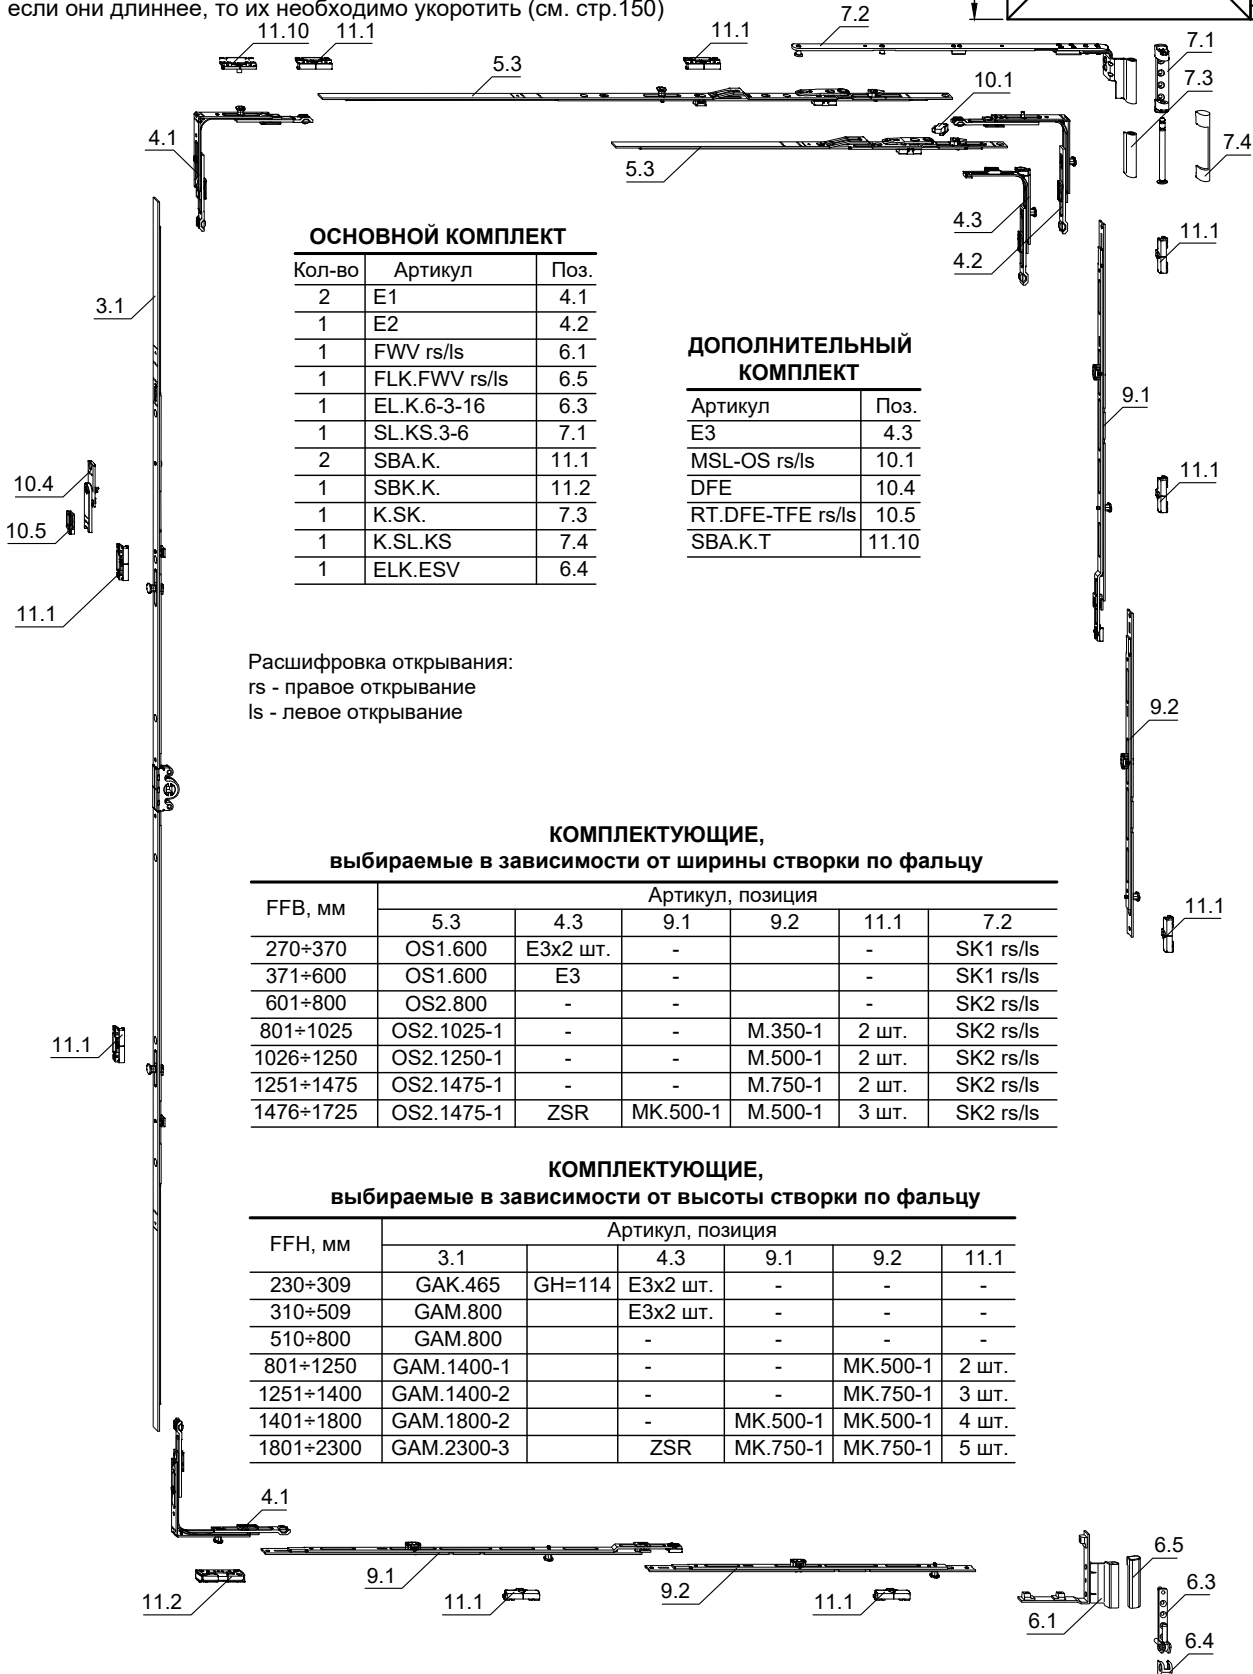 если они длиннее, то их необходимо укоротить (см. стр.150)
11.10
11.1
11.1
7.2
7.1
5.3
10.1
7.3
4.1
5.3
7.4
4.3
4.2
11.1
3.1
ОСНОВНОЙ КОМПЛЕКТ
Кол-во Артикул Поз.
2 E1 4.1
1 E2 4.2
1 FWV rs/ls 6.1
1 FLK.FWV rs/ls 6.5
1 EL.K.6-3-16 6.3
1 SL.KS.3-6 7.1
2 SBA.K. 11.1
1 SBK.K. 11.2
1 K.SK. 7.3
1 K.SL.KS 7.4
1 ELK.ESV 6.4
ДОПОЛНИТЕЛЬНЫЙ
КОМПЛЕКТ
Артикул Поз.
E3 4.3
MSL-OS rs/ls 10.1
DFE 10.4
RT.DFE-TFE rs/ls 10.5
SBA.K.T 11.10
9.1
11.1
10.4
10.5
11.1
Расшифровка открывания:
rs - правое открывание
ls - левое открывание
9.2
11.1
11.1
КОМПЛЕКТУЮЩИЕ,
выбираемые в зависимости от ширины створки по фальцу
FFB, мм Артикул, позиция
5.3 4.3 9.1 9.2 11.1 7.2
270÷370 OS1.600 E3x2 шт. - - SK1 rs/ls
371÷600 OS1.600 E3 - - SK1 rs/ls
601÷800 OS2.800 - - - SK2 rs/ls
801÷1025 OS2.1025-1 - - M.350-1 2 шт. SK2 rs/ls
1026÷1250 OS2.1250-1 - - M.500-1 2 шт. SK2 rs/ls
1251÷1475 OS2.1475-1 - - M.750-1 2 шт. SK2 rs/ls
1476÷1725 OS2.1475-1 ZSR MK.500-1 M.500-1 3 шт. SK2 rs/ls
КОМПЛЕКТУЮЩИЕ,
выбираемые в зависимости от высоты створки по фальцу
FFH, мм Артикул, позиция
3.1 4.3 9.1 9.2 11.1
230÷309 GAK.465 GH=114 E3x2 шт. - - -
310÷509 GAM.800 E3x2 шт. - - -
510÷800 GAM.800 - - - -
801÷1250 GAM.1400-1 - - MK.500-1 2 шт.
1251÷1400 GAM.1400-2 - - MK.750-1 3 шт.
1401÷1800 GAM.1800-2 - MK.500-1 MK.500-1 4 шт.
1801÷2300 GAM.2300-3 ZSR MK.750-1 MK.750-1 5 шт.
4.1
9.1
9.2
11.2
11.1
11.1
6.1
6.5
6.3
6.4